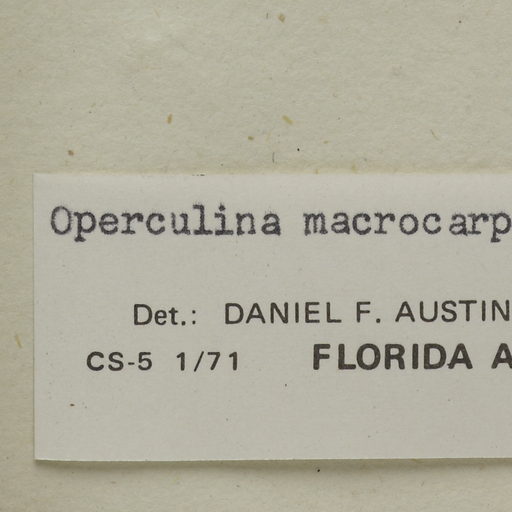 Operculina macrocarp
Det.: DANIEL F. AUSTIN
CS-5 1/71 FLORIDA A